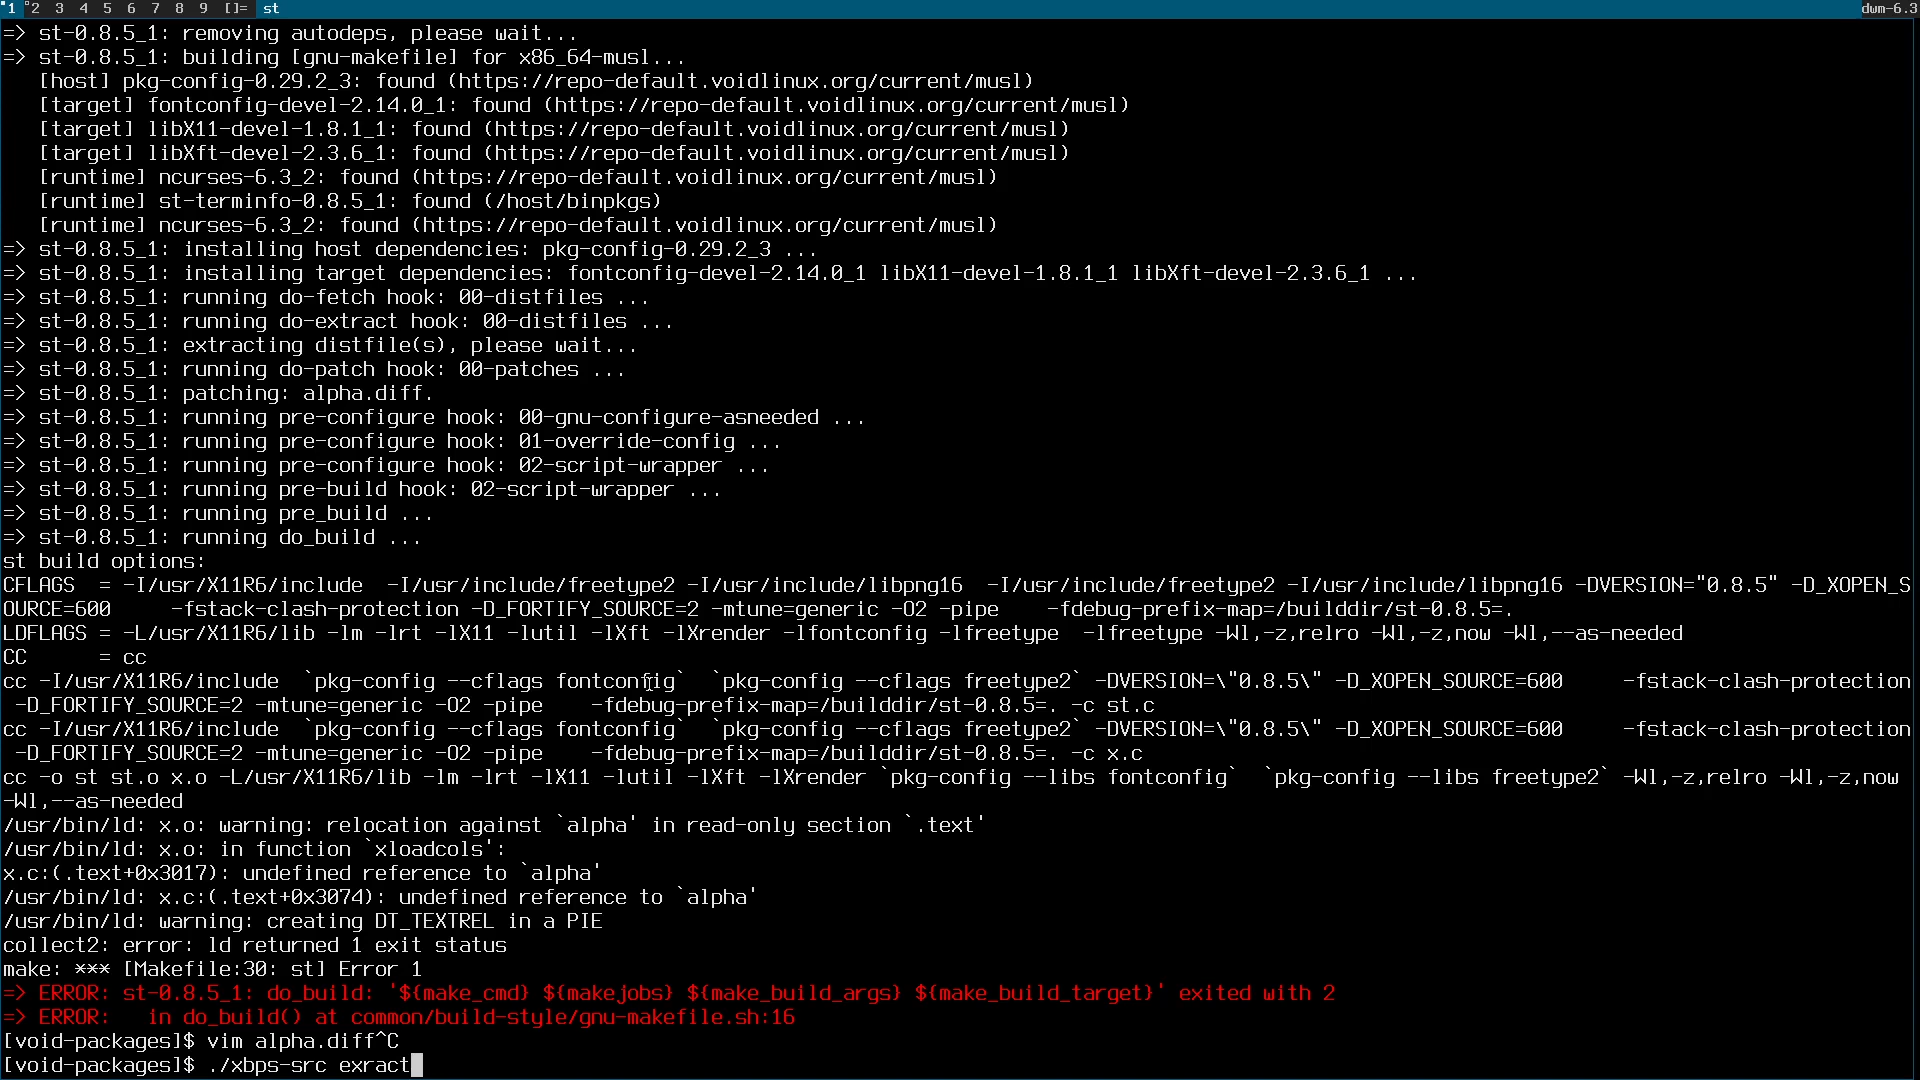 1 2 3 4 5 6 7 8 9 []= st dwm-6.3
=> st-0.8.5_1: removing autodeps, please wait...
=> st-0.8.5_1: building [gnu-makefile] for x86_64-musl...
   [host] pkg-config-0.29.2_3: found (https://repo-default.voidlinux.org/current/musl)
   [target] fontconfig-devel-2.14.0_1: found (https://repo-default.voidlinux.org/current/musl)
   [target] libX11-devel-1.8.1_1: found (https://repo-default.voidlinux.org/current/musl)
   [target] libXft-devel-2.3.6_1: found (https://repo-default.voidlinux.org/current/musl)
   [runtime] ncurses-6.3_2: found (https://repo-default.voidlinux.org/current/musl)
   [runtime] st-terminfo-0.8.5_1: found (/host/binpkgs)
   [runtime] ncurses-6.3_2: found (https://repo-default.voidlinux.org/current/musl)
=> st-0.8.5_1: installing host dependencies: pkg-config-0.29.2_3 ...
=> st-0.8.5_1: installing target dependencies: fontconfig-devel-2.14.0_1 libX11-devel-1.8.1_1 libXft-devel-2.3.6_1 ...
=> st-0.8.5_1: running do-fetch hook: 00-distfiles ...
=> st-0.8.5_1: running do-extract hook: 00-distfiles ...
=> st-0.8.5_1: extracting distfile(s), please wait...
=> st-0.8.5_1: running do-patch hook: 00-patches ...
=> st-0.8.5_1: patching: alpha.diff.
=> st-0.8.5_1: running pre-configure hook: 00-gnu-configure-asneeded ...
=> st-0.8.5_1: running pre-configure hook: 01-override-config ...
=> st-0.8.5_1: running pre-configure hook: 02-script-wrapper ...
=> st-0.8.5_1: running pre-build hook: 02-script-wrapper ...
=> st-0.8.5_1: running pre_build ...
=> st-0.8.5_1: running do_build ...
st build options:
CFLAGS  = -I/usr/X11R6/include  -I/usr/include/freetype2 -I/usr/include/libpng16  -I/usr/include/freetype2 -I/usr/include/libpng16 -DVERSION="0.8.5" -D_XOPEN_S
OURCE=600     -fstack-clash-protection -D_FORTIFY_SOURCE=2 -mtune=generic -O2 -pipe    -fdebug-prefix-map=/builddir/st-0.8.5=.
LDFLAGS = -L/usr/X11R6/lib -lm -lrt -lX11 -lutil -lXft -lXrender -lfontconfig -lfreetype  -lfreetype -Wl,-z,relro -Wl,-z,now -Wl,--as-needed
CC      = cc
cc -I/usr/X11R6/include  `pkg-config --cflags fontconfig`  `pkg-config --cflags freetype2` -DVERSION=\"0.8.5\" -D_XOPEN_SOURCE=600     -fstack-clash-protection
 -D_FORTIFY_SOURCE=2 -mtune=generic -O2 -pipe    -fdebug-prefix-map=/builddir/st-0.8.5=. -c st.c
cc -I/usr/X11R6/include  `pkg-config --cflags fontconfig`  `pkg-config --cflags freetype2` -DVERSION=\"0.8.5\" -D_XOPEN_SOURCE=600     -fstack-clash-protection
 -D_FORTIFY_SOURCE=2 -mtune=generic -O2 -pipe    -fdebug-prefix-map=/builddir/st-0.8.5=. -c x.c
cc -o st st.o x.o -L/usr/X11R6/lib -lm -lrt -lX11 -lutil -lXft -lXrender `pkg-config --libs fontconfig`  `pkg-config --libs freetype2` -Wl,-z,relro -Wl,-z,now
-Wl,--as-needed
/usr/bin/ld: x.o: warning: relocation against `alpha' in read-only section `.text'
/usr/bin/ld: x.o: in function `xloadcols':
x.c:(.text+0x3017): undefined reference to `alpha'
/usr/bin/ld: x.c:(.text+0x3074): undefined reference to `alpha'
/usr/bin/ld: warning: creating DT_TEXTREL in a PIE
collect2: error: ld returned 1 exit status
make: *** [Makefile:30: st] Error 1
=> ERROR: st-0.8.5_1: do_build: '${make_cmd} ${makejobs} ${make_build_args} ${make_build_target}' exited with 2
=> ERROR:   in do_build() at common/build-style/gnu-makefile.sh:16
[void-packages]$ vim alpha.diff^C
[void-packages]$ ./xbps-src exract